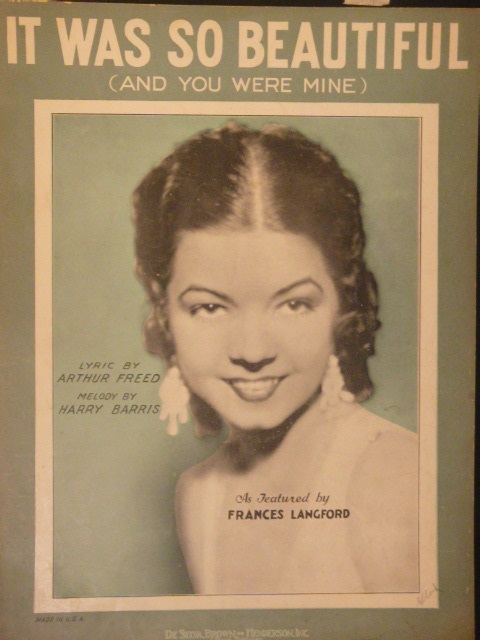 IT WAS SO BEAUTIFUL
(AND YOU WERE MINE)
LYRIC BY
ARTHUR FREED
MELODY BY
HARRY BARRIS
As Featured by
FRANCES LANGFORD
MADE IN U.S.A.
DE SYLVA, BROWN AND HENDERSON, INC.